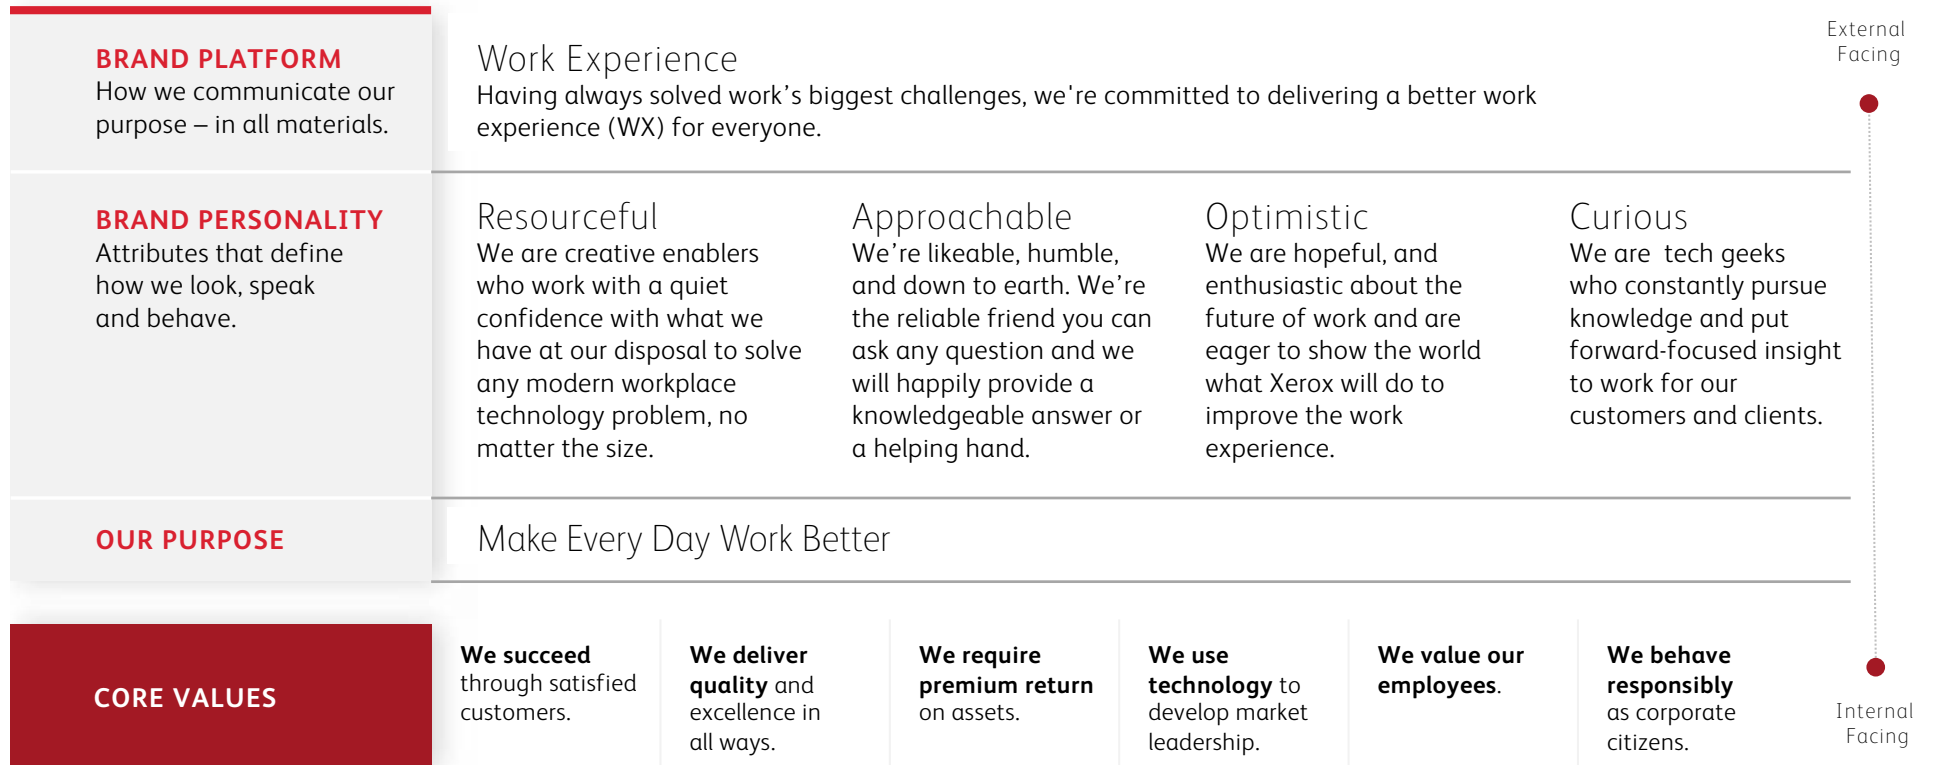 External
Facing
BRAND PLATFORM
How we communicate our
purpose – in all materials.
Work Experience
Having always solved work’s biggest challenges, we're committed to delivering a better work
experience (WX) for everyone.
BRAND PERSONALITY
Attributes that define
how we look, speak
and behave.
Resourceful
We are creative enablers
who work with a quiet
confidence with what we
have at our disposal to solve
any modern workplace
technology problem, no
matter the size.
Approachable
We’re likeable, humble,
and down to earth. We’re
the reliable friend you can
ask any question and we
will happily provide a
knowledgeable answer or
a helping hand.
Optimistic
We are hopeful, and
enthusiastic about the
future of work and are
eager to show the world
what Xerox will do to
improve the work
experience.
Curious
We are  tech geeks
who constantly pursue
knowledge and put
forward-focused insight
to work for our
customers and clients.
OUR PURPOSE
Make Every Day Work Better
CORE VALUES
We succeed
through satisfied
customers.
We deliver
quality and
excellence in
all ways.
We require
premium return
on assets.
We use
technology to
develop market
leadership.
We value our
employees.
We behave
responsibly
as corporate
citizens.
Internal
Facing